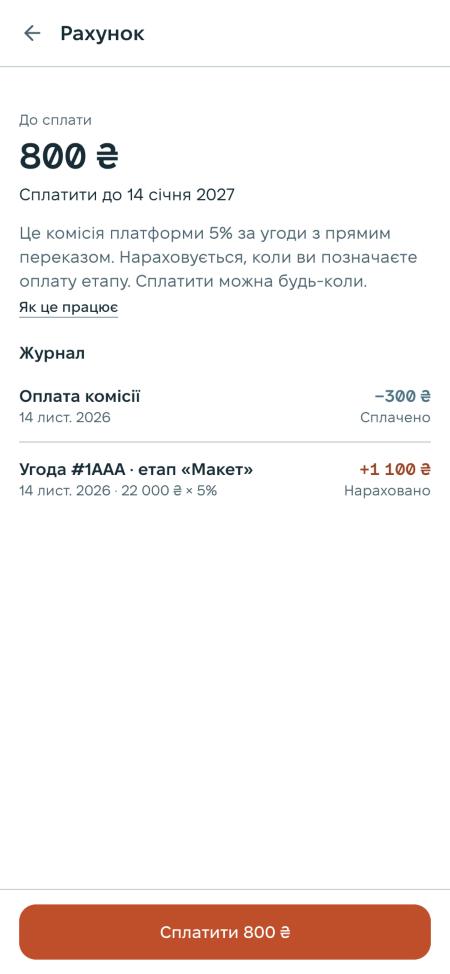 Рахунок
До сплати
800 ₴
Сплатити до 14 січня 2027
Це комісія платформи 5% за угоди з прямим
переказом. Нараховується, коли ви позначаєте
оплату етапу. Сплатити можна будь-коли.
Як це працює
Журнал
Оплата комісії −300 ₴
14 лист. 2026 Сплачено
Угода #1AAA · етап «Макет» +1 100 ₴
14 лист. 2026 · 22 000 ₴ × 5% Нараховано
Сплатити 800 ₴